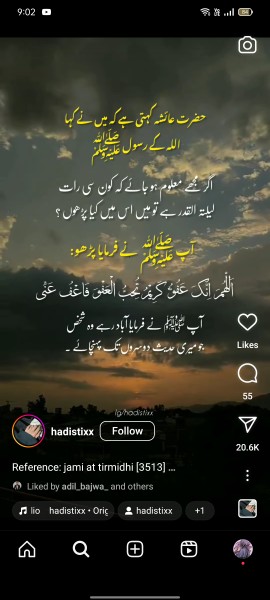 9:02
حضرت عائشہ کہتی ہے کہ میں نے کہا
اللہ کے رسول ﷺ
اگر مجھے معلوم ہو جائے کہ کون سی رات
لیلتہ القدر ہے تو میں اس میں کیا پڑھوں؟
آپ ﷺ نے فرمایا پڑھو:
اَللّٰهُمَّ اِنَّكَ عَفُوٌّ كَرِيْمٌ تُحِبُّ الْعَفْوَ فَاعْفُ عَنِّى
آپ ﷺ نے فرمایا آباد رہے وہ شخص
جو میری حدیث دوسروں تک پہنچائے۔
ig/hadistixx
Likes
55
20.6K
hadistixx
Follow
Reference: jami at tirmidhi [3513] ...
Liked by adil_bajwa_ and others
lio hadistixx • Orig
hadistixx
+1